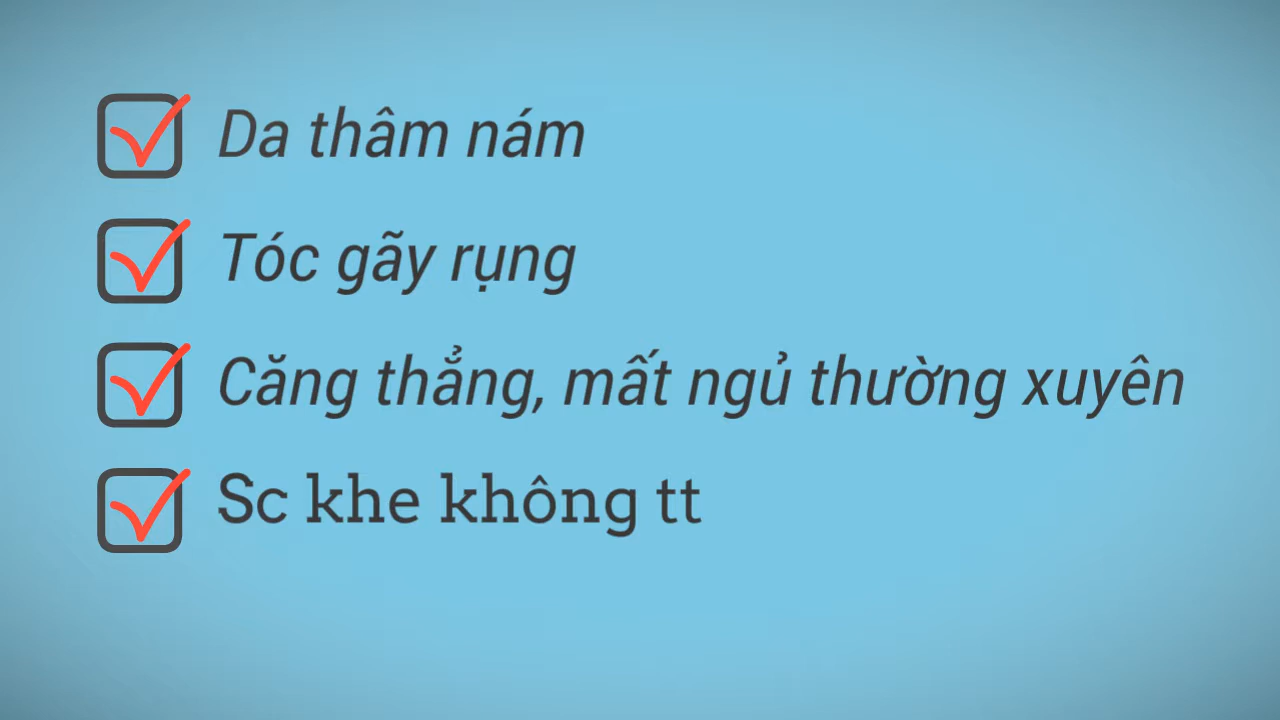 Da thâm nám
Tóc gãy rụng
Căng thẳng, mất ngủ thường xuyên
Sc khe không tt